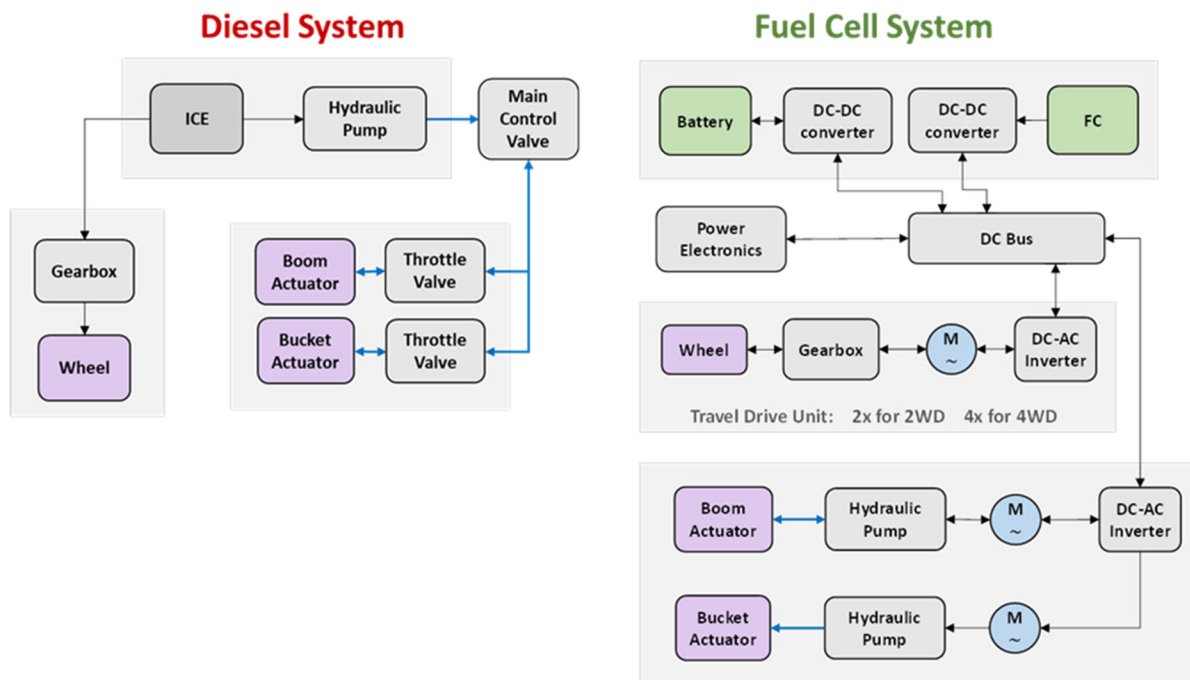 Diesel System
ICE
Hydraulic
Pump
Main
Control
Valve
Gearbox
Wheel
Boom
Actuator
Throttle
Valve
Bucket
Actuator
Throttle
Valve
Fuel Cell System
Battery
DC-DC
converter
DC-DC
converter
FC
Power
Electronics
DC Bus
Wheel
Gearbox
M
~
DC-AC
Inverter
Travel Drive Unit: 2x for 2WD 4x for 4WD
Boom
Actuator
Hydraulic
Pump
M
~
DC-AC
Inverter
Bucket
Actuator
Hydraulic
Pump
M
~